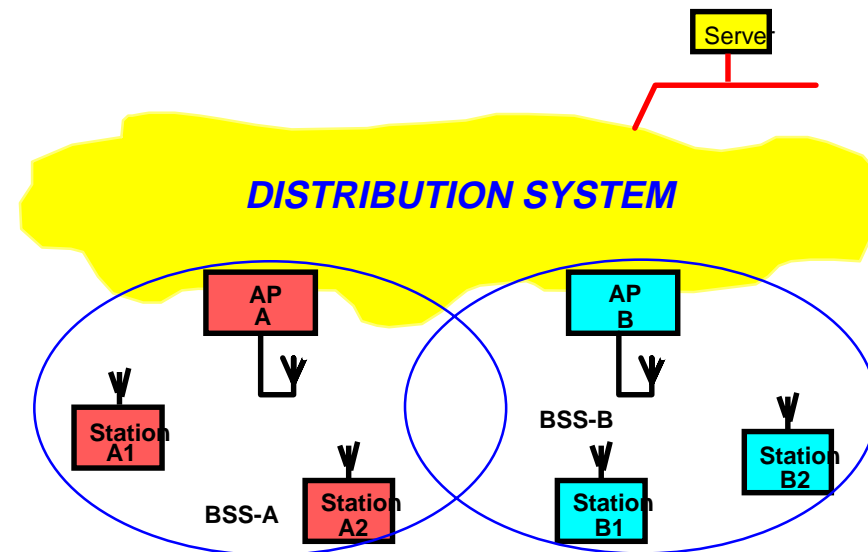 Server
DISTRIBUTION SYSTEM
AP
A
AP
B
Station
A1
BSS-A
Station
A2
BSS-B
Station
B1
Station
B2